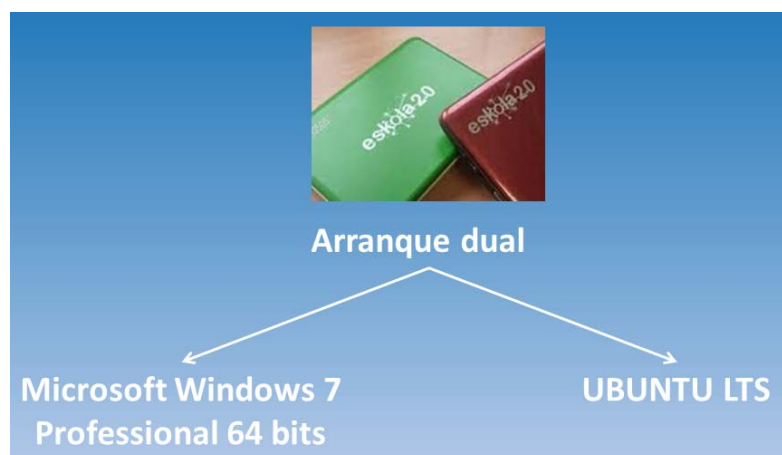 eskola 2.0
eskola 2.0
Arranque dual
Microsoft Windows 7
Professional 64 bits
UBUNTU LTS